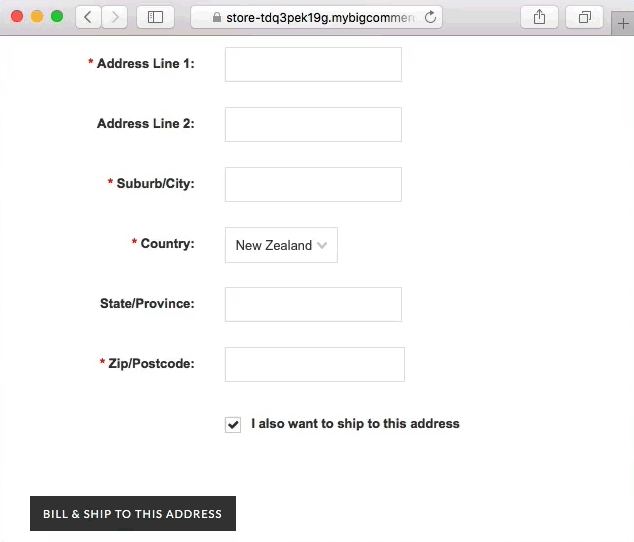 store-tdq3pek19g.mybigcommer
* Address Line 1:
Address Line 2:
* Suburb/City:
* Country:
New Zealand
State/Province:
* Zip/Postcode:
I also want to ship to this address
BILL & SHIP TO THIS ADDRESS